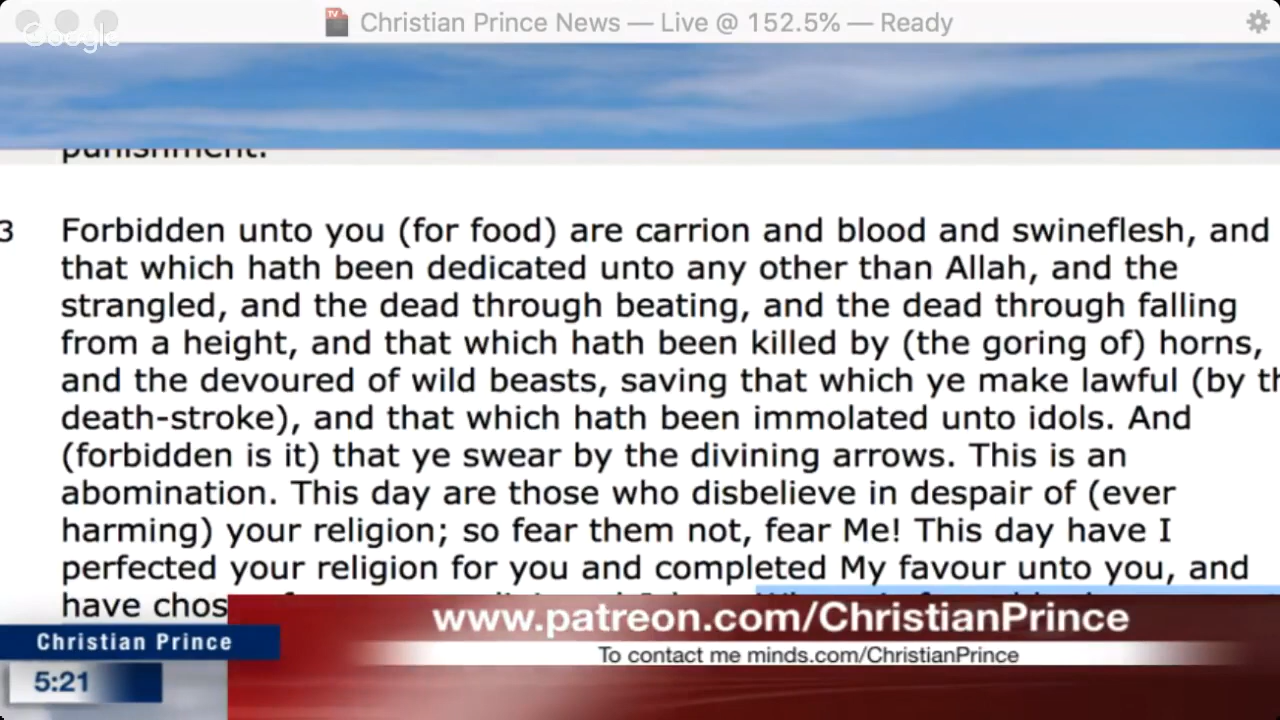 Christian Prince News — Live @ 152.5% — Ready
Google
punishment.
3 Forbidden unto you (for food) are carrion and blood and swineflesh, and
that which hath been dedicated unto any other than Allah, and the
strangled, and the dead through beating, and the dead through falling
from a height, and that which hath been killed by (the goring of) horns,
and the devoured of wild beasts, saving that which ye make lawful (by th
death-stroke), and that which hath been immolated unto idols. And
(forbidden is it) that ye swear by the divining arrows. This is an
abomination. This day are those who disbelieve in despair of (ever
harming) your religion; so fear them not, fear Me! This day have I
perfected your religion for you and completed My favour unto you, and
have chos
www.patreon.com/ChristianPrince
Christian Prince
To contact me minds.com/ChristianPrince
5:21